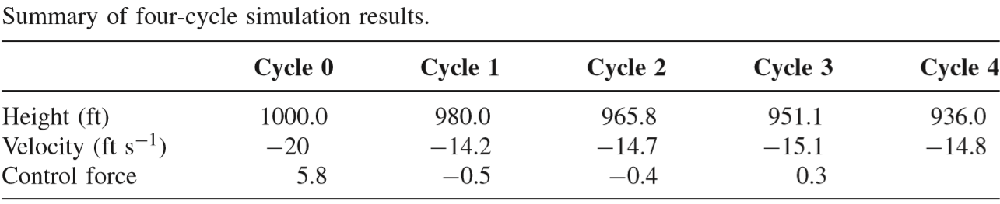 Summary of four-cycle simulation results.
Cycle 0 Cycle 1 Cycle 2 Cycle 3 Cycle 4
Height (ft) 1000.0 980.0 965.8 951.1 936.0
Velocity (ft s⁻¹) −20 −14.2 −14.7 −15.1 −14.8
Control force 5.8 −0.5 −0.4 0.3